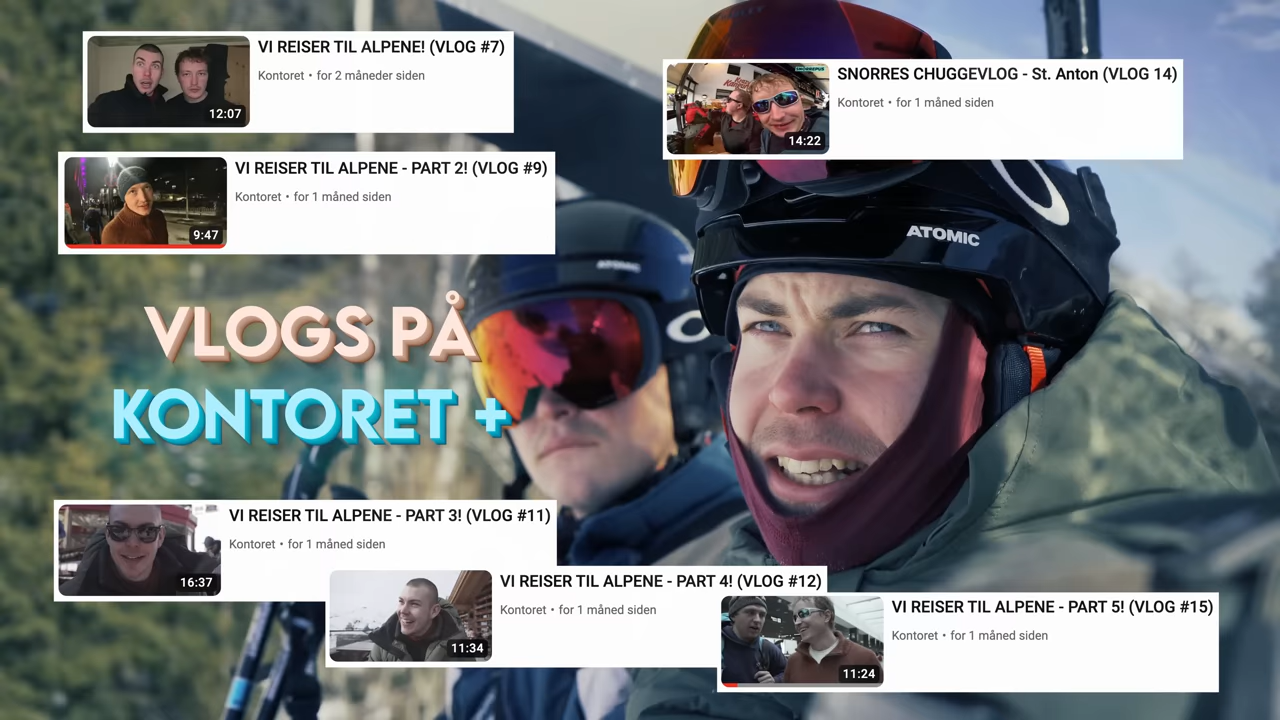 VI REISER TIL ALPENE! (VLOG #7)
Kontoret • for 2 måneder siden
12:07
SNORRES CHUGGEVLOG - St. Anton (VLOG 14)
Kontoret • for 1 måned siden
14:22
VI REISER TIL ALPENE - PART 2! (VLOG #9)
Kontoret • for 1 måned siden
9:47
ATOMIC
ATOMIC
VLOGS PÅ
KONTORET +
VI REISER TIL ALPENE - PART 3! (VLOG #11)
Kontoret • for 1 måned siden
16:37
VI REISER TIL ALPENE - PART 4! (VLOG #12)
Kontoret • for 1 måned siden
11:34
VI REISER TIL ALPENE - PART 5! (VLOG #15)
Kontoret • for 1 måned siden
11:24